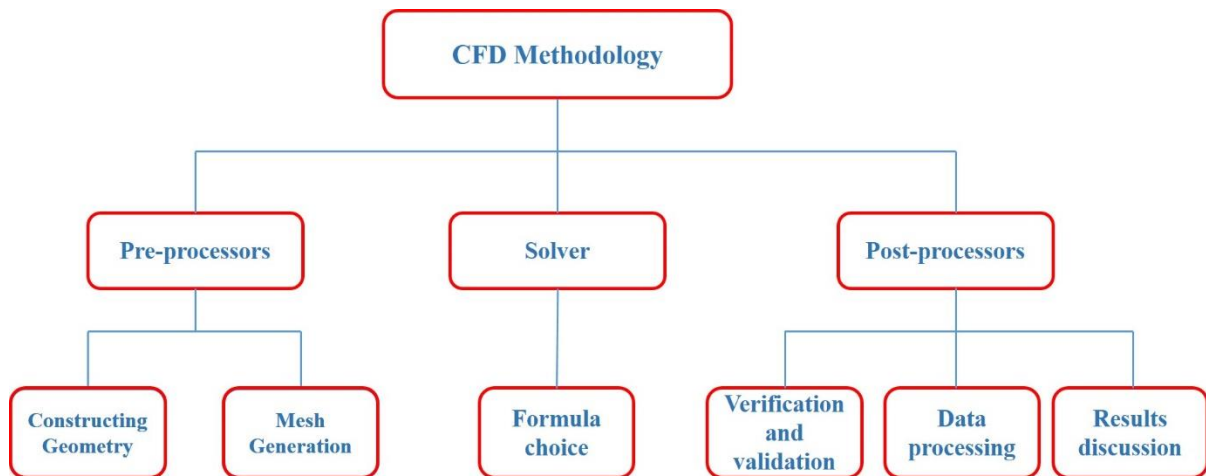 CFD Methodology
Pre-processors
Solver
Post-processors
Constructing
Geometry
Mesh
Generation
Formula
choice
Verification
and
validation
Data
processing
Results
discussion